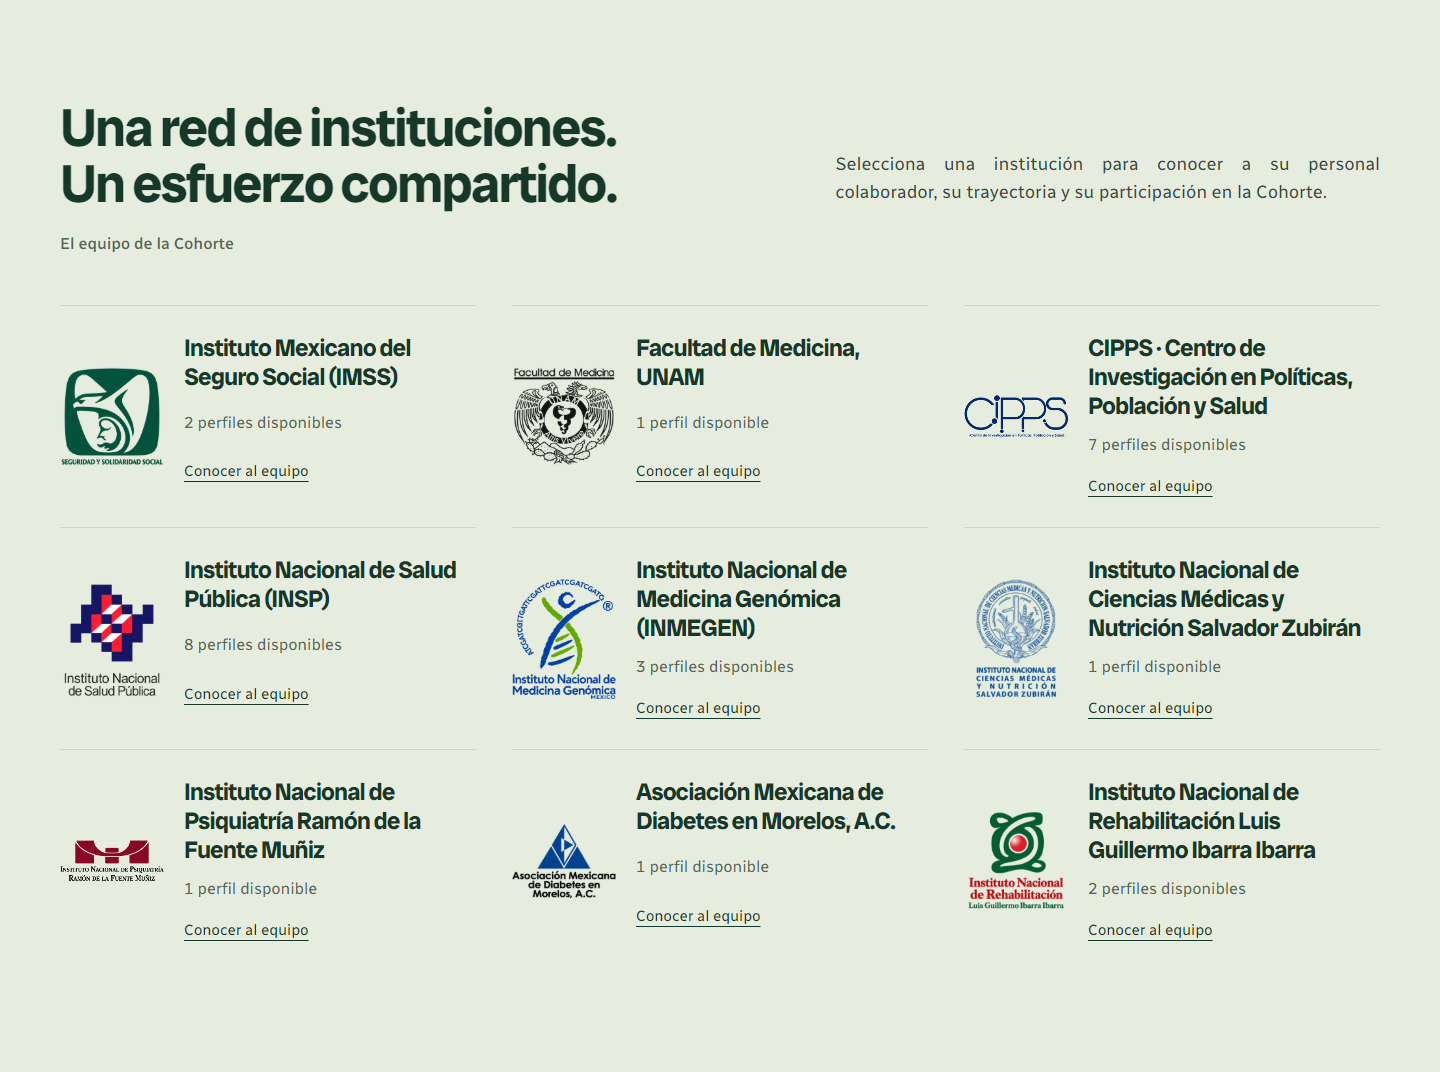 Una red de instituciones.
Un esfuerzo compartido.
El equipo de la Cohorte
Selecciona una institución para conocer a su personal
colaborador, su trayectoria y su participación en la Cohorte.
SEGURIDAD Y SOLIDARIDAD SOCIAL
Instituto Mexicano del
Seguro Social (IMSS)
2 perfiles disponibles
Conocer al equipo
Facultad de Medicina
UNAM
Facultad de Medicina,
UNAM
1 perfil disponible
Conocer al equipo
CiPPS
Centro de Investigación en Políticas, Población y Salud
CIPPS · Centro de
Investigación en Políticas,
Población y Salud
7 perfiles disponibles
Conocer al equipo
Instituto Nacional
de Salud Pública
Instituto Nacional de Salud
Pública (INSP)
8 perfiles disponibles
Conocer al equipo
®
Instituto Nacional de
Medicina Genómica
MÉXICO
Instituto Nacional de
Medicina Genómica
(INMEGEN)
3 perfiles disponibles
Conocer al equipo
INSTITUTO NACIONAL DE
CIENCIAS MÉDICAS
Y NUTRICIÓN
SALVADOR ZUBIRÁN
Instituto Nacional de
Ciencias Médicas y
Nutrición Salvador Zubirán
1 perfil disponible
Conocer al equipo
Instituto Nacional de Psiquiatría
Ramón de la Fuente Muñiz
Instituto Nacional de
Psiquiatría Ramón de la
Fuente Muñiz
1 perfil disponible
Conocer al equipo
Asociación Mexicana
de Diabetes en
Morelos, A.C.
Asociación Mexicana de
Diabetes en Morelos, A.C.
1 perfil disponible
Conocer al equipo
Instituto Nacional
de Rehabilitación
Luis Guillermo Ibarra Ibarra
Instituto Nacional de
Rehabilitación Luis
Guillermo Ibarra Ibarra
2 perfiles disponibles
Conocer al equipo